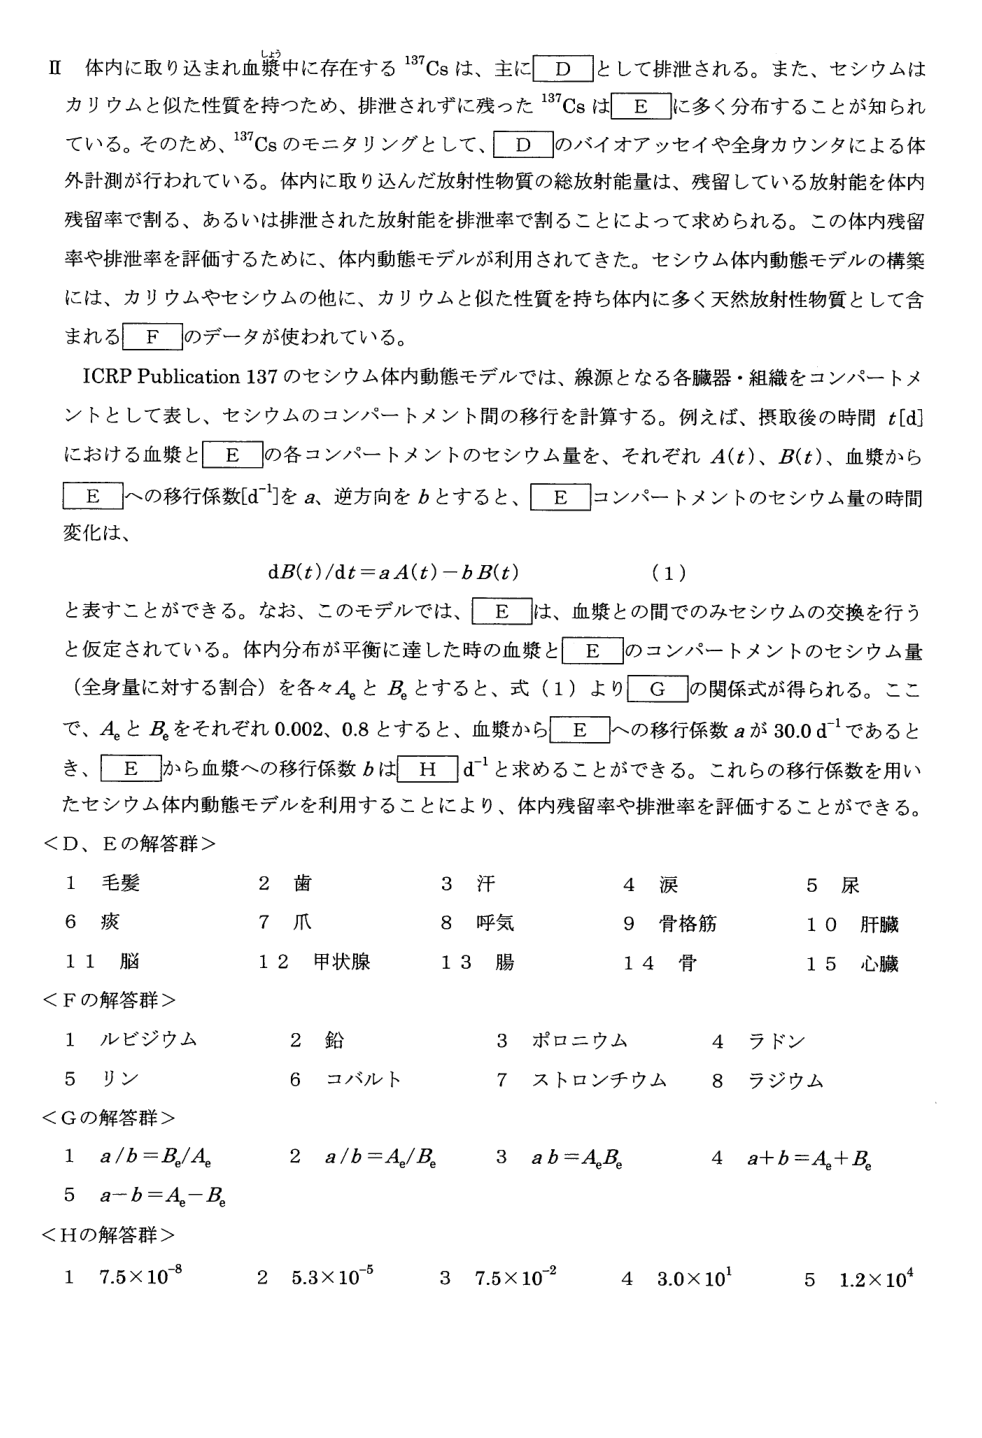 Ⅱ 体内に取り込まれ血漿中に存在する ¹³⁷Cs は、主に D として排泄される。また、セシウムは
しょう
カリウムと似た性質を持つため、排泄されずに残った ¹³⁷Cs は E に多く分布することが知られ
ている。そのため、¹³⁷Cs のモニタリングとして、 D のバイオアッセイや全身カウンタによる体
外計測が行われている。体内に取り込んだ放射性物質の総放射能量は、残留している放射能を体内
残留率で割る、あるいは排泄された放射能を排泄率で割ることによって求められる。この体内残留
率や排泄率を評価するために、体内動態モデルが利用されてきた。セシウム体内動態モデルの構築
には、カリウムやセシウムの他に、カリウムと似た性質を持ち体内に多く天然放射性物質として含
まれる F のデータが使われている。
ICRP Publication 137 のセシウム体内動態モデルでは、線源となる各臓器・組織をコンパートメ
ントとして表し、セシウムのコンパートメント間の移行を計算する。例えば、摂取後の時間 t[d]
における血漿と E の各コンパートメントのセシウム量を、それぞれ A(t)、B(t)、血漿から
E への移行係数[d⁻¹]を a、逆方向を b とすると、 E コンパートメントのセシウム量の時間
変化は、
dB(t)/dt＝a A(t)－b B(t) (1)
と表すことができる。なお、このモデルでは、 E は、血漿との間でのみセシウムの交換を行う
と仮定されている。体内分布が平衡に達した時の血漿と E のコンパートメントのセシウム量
（全身量に対する割合）を各々Aₑ と Bₑ とすると、式（1）より G の関係式が得られる。ここ
で、Aₑ と Bₑ をそれぞれ 0.002、0.8 とすると、血漿から E への移行係数 a が 30.0 d⁻¹ であると
き、 E から血漿への移行係数 b は H d⁻¹ と求めることができる。これらの移行係数を用い
たセシウム体内動態モデルを利用することにより、体内残留率や排泄率を評価することができる。
＜D、Eの解答群＞
1 毛髪 2 歯 3 汗 4 涙 5 尿
6 痰 7 爪 8 呼気 9 骨格筋 10 肝臓
11 脳 12 甲状腺 13 腸 14 骨 15 心臓
＜Fの解答群＞
1 ルビジウム 2 鉛 3 ポロニウム 4 ラドン
5 リン 6 コバルト 7 ストロンチウム 8 ラジウム
＜Gの解答群＞
1 a/b＝Bₑ/Aₑ 2 a/b＝Aₑ/Bₑ 3 ab＝AₑBₑ 4 a+b＝Aₑ+Bₑ
5 a－b＝Aₑ－Bₑ
＜Hの解答群＞
1 7.5×10⁻⁸ 2 5.3×10⁻⁵ 3 7.5×10⁻² 4 3.0×10¹ 5 1.2×10⁴